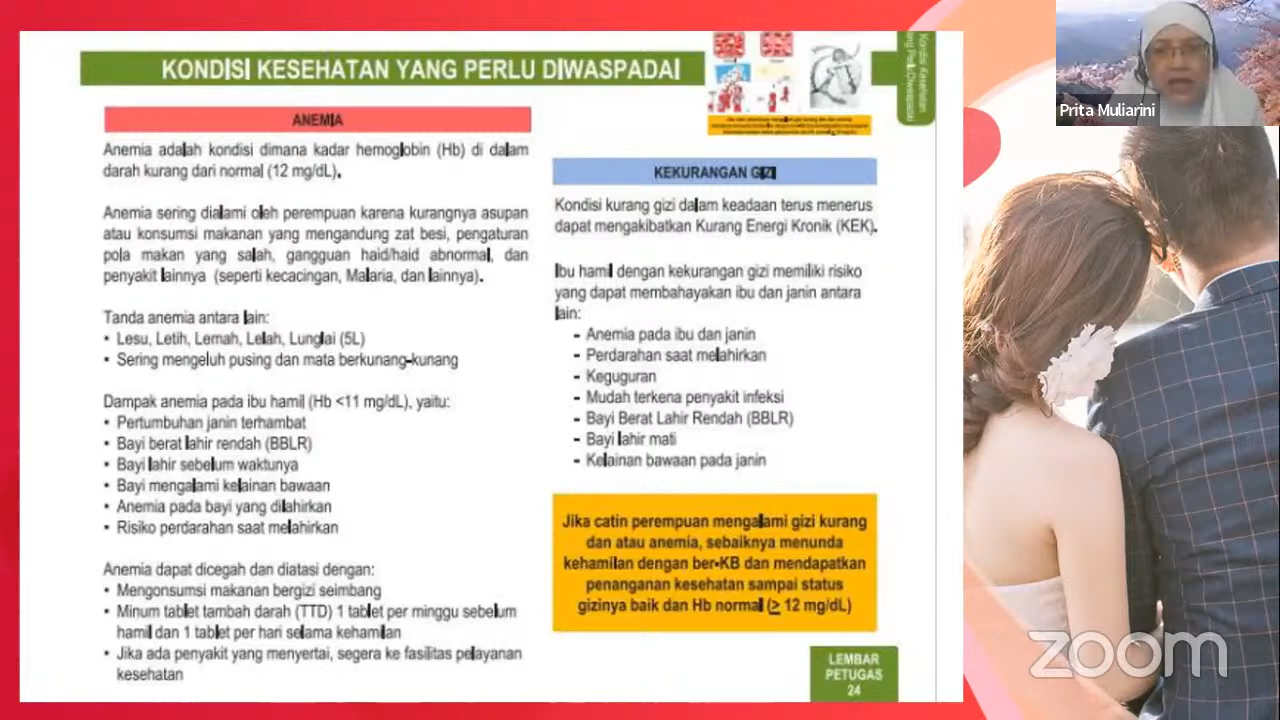 KONDISI KESEHATAN YANG PERLU DIWASPADAI
Kondisi Kesehatan
yang Perlu Diwaspadai
Prita Muliarini
ANEMIA
Anemia adalah kondisi dimana kadar hemoglobin (Hb) di dalam
darah kurang dari normal (12 mg/dL).
Anemia sering dialami oleh perempuan karena kurangnya asupan
atau konsumsi makanan yang mengandung zat besi, pengaturan
pola makan yang salah, gangguan haid/haid abnormal, dan
penyakit lainnya (seperti kecacingan, Malaria, dan lainnya).
Tanda anemia antara lain:
• Lesu, Letih, Lemah, Lelah, Lunglai (5L)
• Sering mengeluh pusing dan mata berkunang-kunang
Dampak anemia pada ibu hamil (Hb <11 mg/dL), yaitu:
• Pertumbuhan janin terhambat
• Bayi berat lahir rendah (BBLR)
• Bayi lahir sebelum waktunya
• Bayi mengalami kelainan bawaan
• Anemia pada bayi yang dilahirkan
• Risiko perdarahan saat melahirkan
Anemia dapat dicegah dan diatasi dengan:
• Mengonsumsi makanan bergizi seimbang
• Minum tablet tambah darah (TTD) 1 tablet per minggu sebelum
hamil dan 1 tablet per hari selama kehamilan
• Jika ada penyakit yang menyertai, segera ke fasilitas pelayanan
kesehatan
KEKURANGAN GIZI
Kondisi kurang gizi dalam keadaan terus menerus
dapat mengakibatkan Kurang Energi Kronik (KEK).
Ibu hamil dengan kekurangan gizi memiliki risiko
yang dapat membahayakan ibu dan janin antara
lain:
- Anemia pada ibu dan janin
- Perdarahan saat melahirkan
- Keguguran
- Mudah terkena penyakit infeksi
- Bayi Berat Lahir Rendah (BBLR)
- Bayi lahir mati
- Kelainan bawaan pada janin
Jika catin perempuan mengalami gizi kurang
dan atau anemia, sebaiknya menunda
kehamilan dengan ber-KB dan mendapatkan
penanganan kesehatan sampai status
gizinya baik dan Hb normal (≥ 12 mg/dL)
LEMBAR
PETUGAS
24
zoom